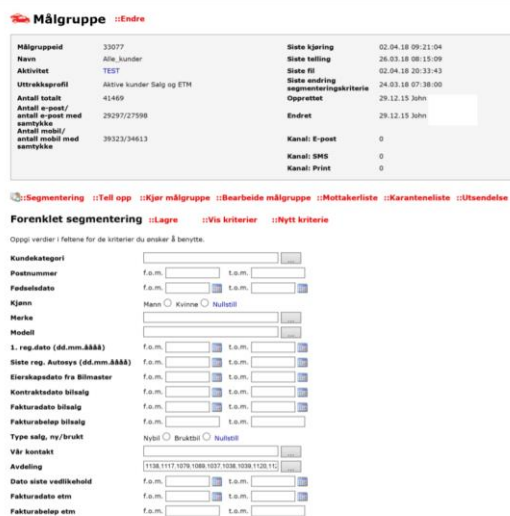 Målgruppe ::Endre
Målgruppeid 33077 Siste kjøring 02.04.18 09:21:04
Navn Alle_kunder Siste telling 26.03.18 08:15:09
Aktivitet TEST Siste fil 02.04.18 20:33:43
Uttrekksprofil Aktive kunder Salg og ETM Siste endring segmenteringskriterie 24.03.18 07:38:00
Antall totalt 41469 Opprettet 29.12.15 John
Antall e-post/
antall e-post med 29297/27598 Endret 29.12.15 John
samtykke
Antall mobil/
antall mobil med 39323/34613 Kanal: E-post 0
samtykke
Kanal: SMS 0
Kanal: Print 0
::Segmentering ::Tell opp ::Kjør målgruppe ::Bearbeide målgruppe ::Mottakerliste ::Karanteneliste ::Utsendelse
Forenklet segmentering ::Lagre ::Vis kriterier ::Nytt kriterie
Oppgi verdier i feltene for de kriterier du ønsker å benytte.
Kundekategori ...
Postnummer f.o.m. t.o.m.
Fødselsdato f.o.m. t.o.m.
Kjønn Mann Kvinne Nullstill
Merke ...
Modell ...
1. reg.dato (dd.mm.åååå) f.o.m. t.o.m.
Siste reg. Autosys (dd.mm.åååå) f.o.m. t.o.m.
Eierskapsdato fra Bilmaster f.o.m. t.o.m.
Kontraktsdato bilsalg f.o.m. t.o.m.
Fakturadato bilsalg f.o.m. t.o.m.
Fakturabeløp bilsalg f.o.m. t.o.m.
Type salg, ny/brukt Nybil Bruktbil Nullstill
Vår kontakt ...
Avdeling 1138,1117,1079,1089,1037,1038,1039,1120,112 ...
Dato siste vedlikehold f.o.m. t.o.m.
Fakturadato etm f.o.m. t.o.m.
Fakturabeløp etm f.o.m. t.o.m.